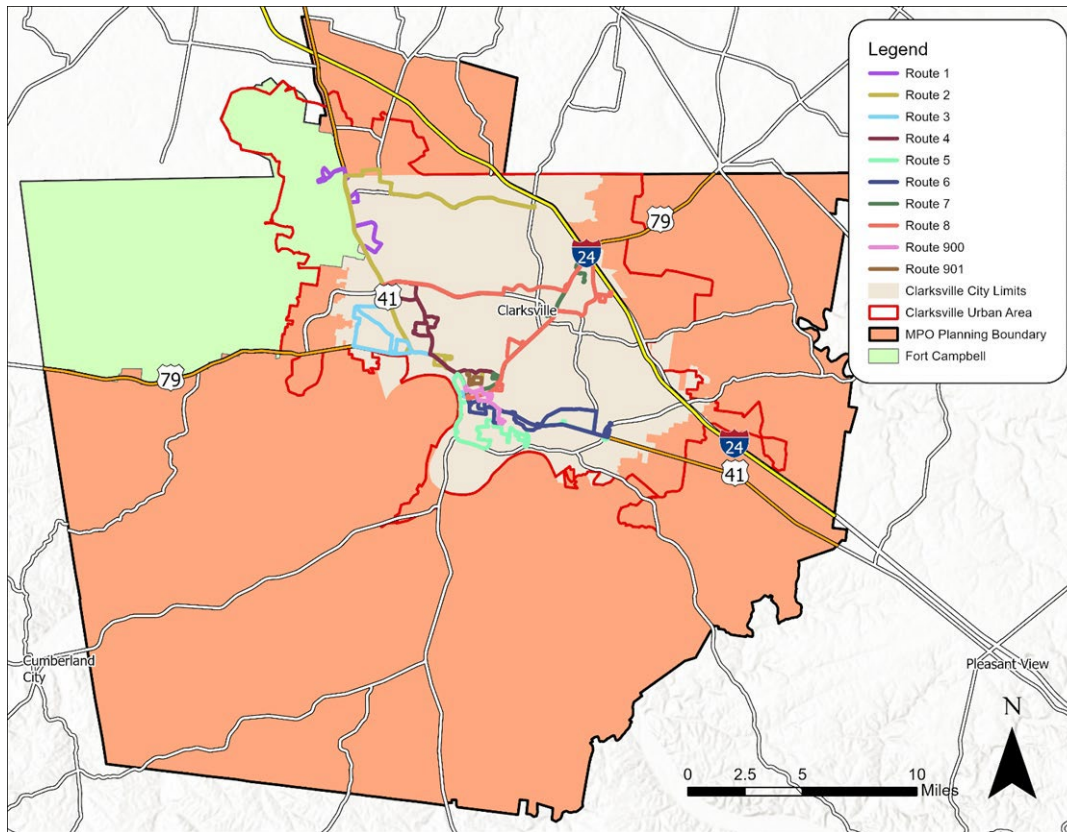 Legend
Route 1
Route 2
Route 3
Route 4
Route 5
Route 6
Route 7
Route 8
Route 900
Route 901
Clarksville City Limits
Clarksville Urban Area
MPO Planning Boundary
Fort Campbell
79
24
41
Clarksville
79
24
41
Cumberland
City
Pleasant View
N
0 2.5 5 10
Miles